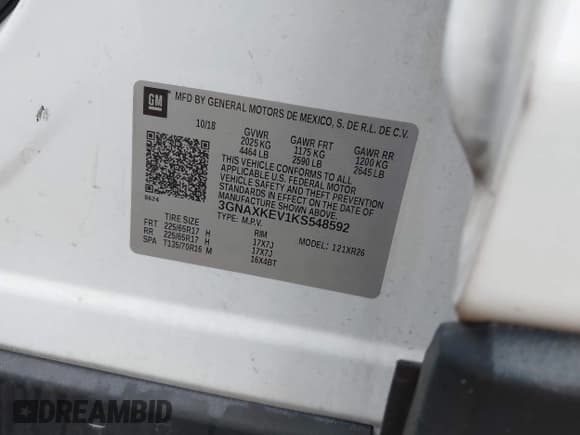 GM
MFD BY GENERAL MOTORS DE MEXICO, S. DE R.L. DE C.V.
10/18 GVWR GAWR FRT GAWR RR
2025 KG 1175 KG 1200 KG
4464 LB 2590 LB 2645 LB
THIS VEHICLE CONFORMS TO ALL
APPLICABLE U.S. FEDERAL MOTOR
VEHICLE SAFETY AND THEFT PREVENTION
STANDARDS IN EFFECT ON THE DATE OF
MANUFACTURE SHOWN ABOVE.
3GNAXKEV1KS548592
TYPE: M.P.V. MODEL: 121XR26
TIRE SIZE RIM
FRT 225/65R17 H 17X7J
RR 225/65R17 H 17X7J
SPA T135/70R16 M 16X4BT
DREAMBID